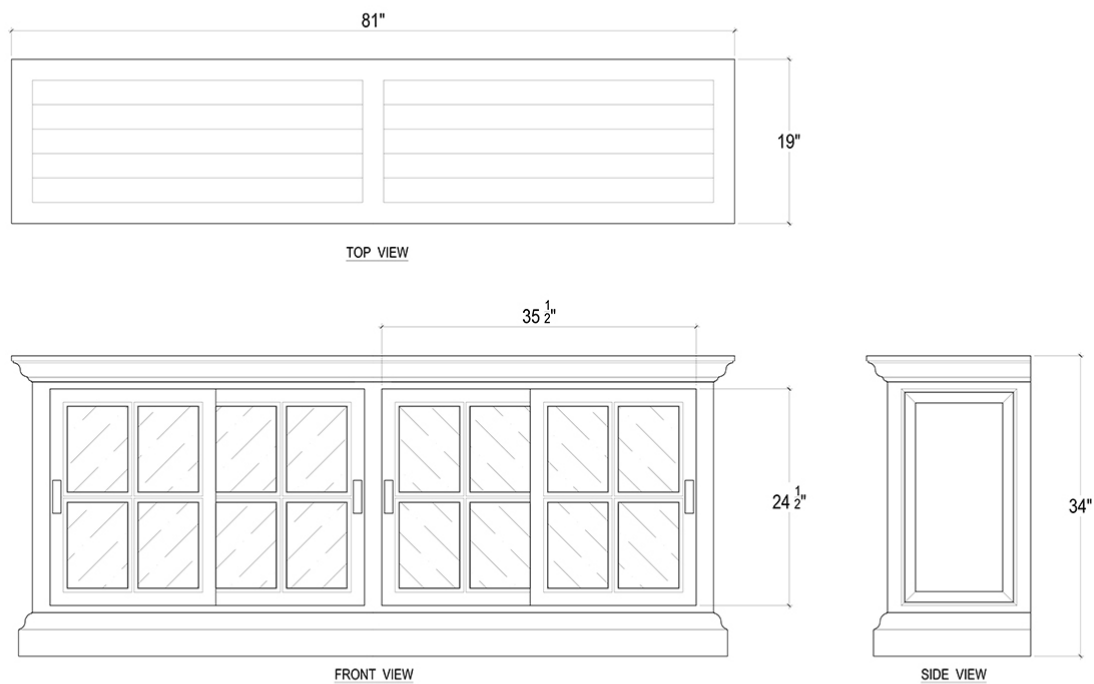 81"
19"
TOP VIEW
35 1/2"
24 1/2"
34"
FRONT VIEW
SIDE VIEW